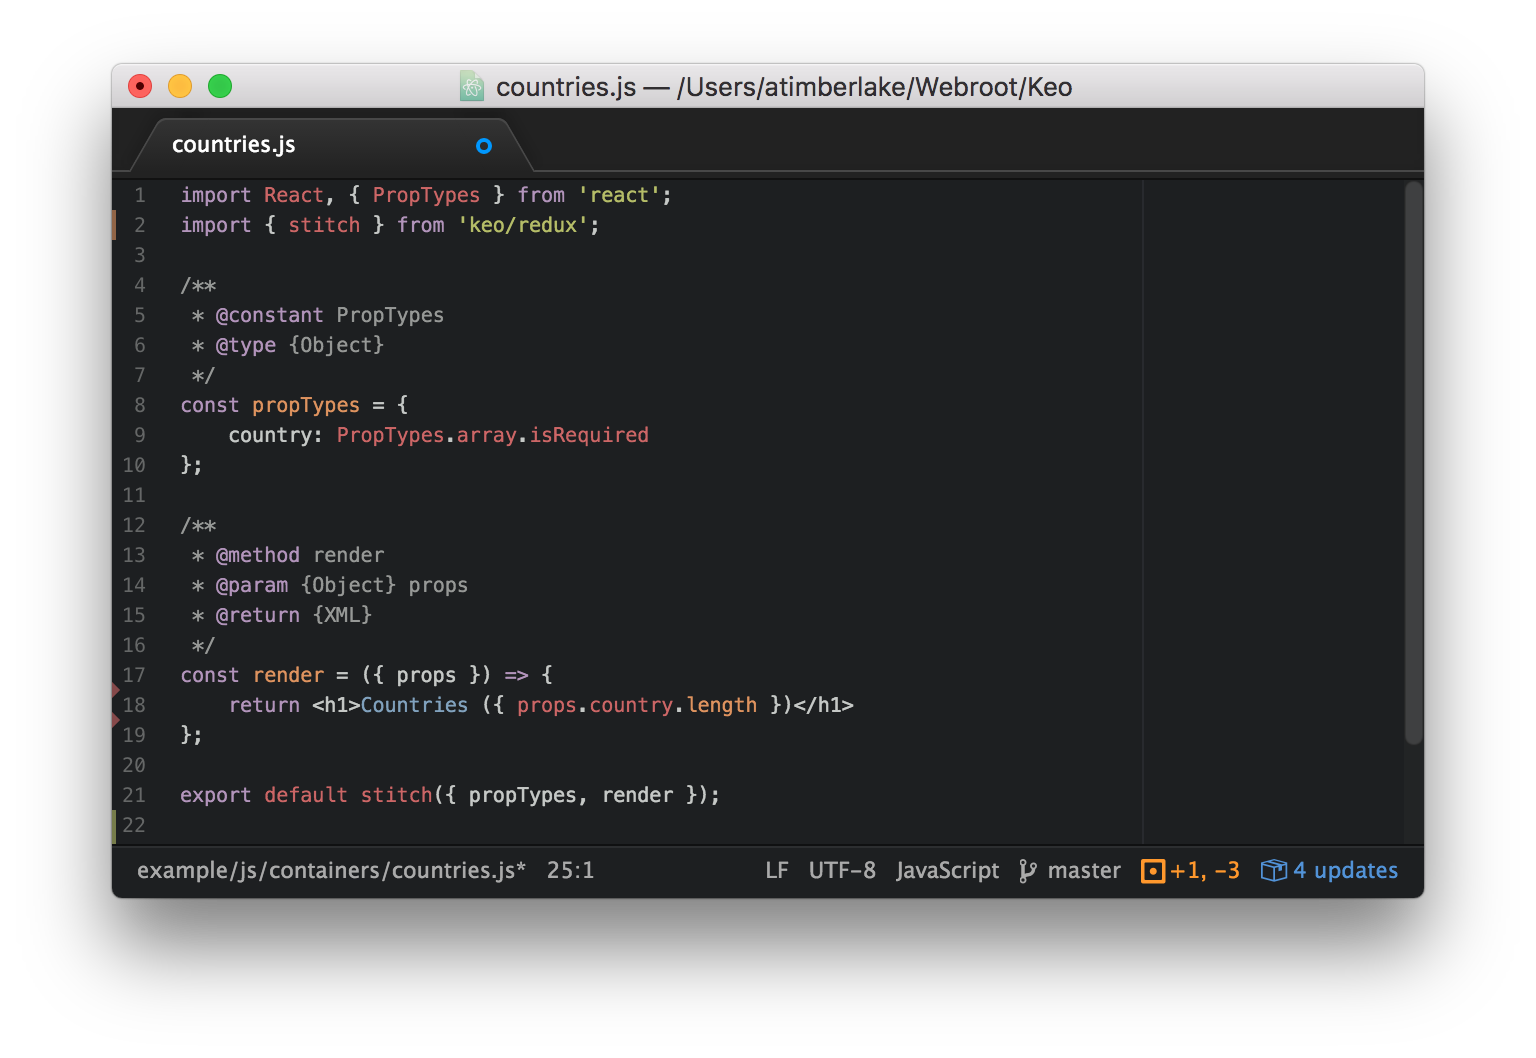 countries.js — /Users/atimberlake/Webroot/Keo
countries.js
1 import React, { PropTypes } from 'react';
2 import { stitch } from 'keo/redux';
3
4 /**
5  * @constant PropTypes
6  * @type {Object}
7  */
8 const propTypes = {
9     country: PropTypes.array.isRequired
10 };
11
12 /**
13  * @method render
14  * @param {Object} props
15  * @return {XML}
16  */
17 const render = ({ props }) => {
18     return <h1>Countries ({ props.country.length })</h1>
19 };
20
21 export default stitch({ propTypes, render });
22
example/js/containers/countries.js* 25:1 LF UTF-8 JavaScript master +1, -3 4 updates